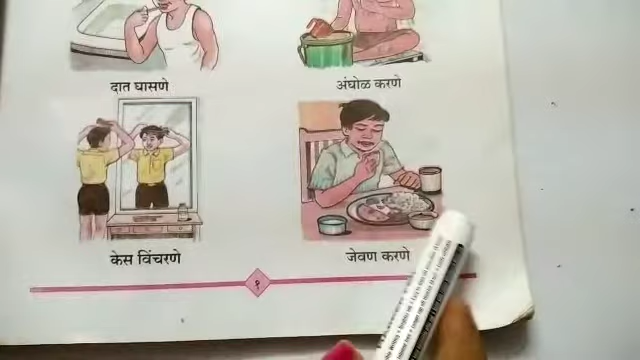 दात घासणे
अंघोळ करणे
केस विंचरणे
जेवण करणे
१